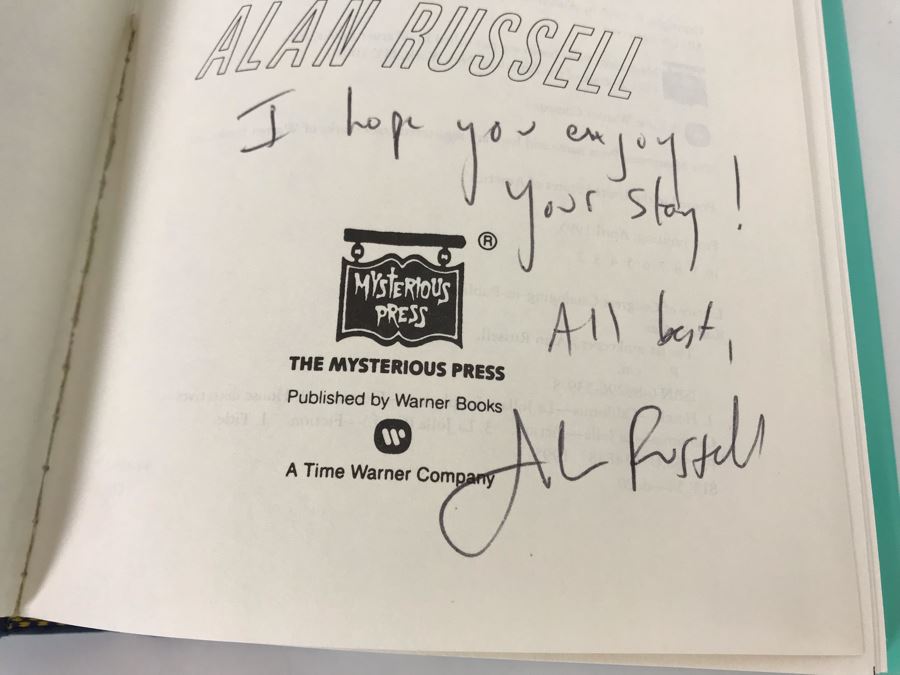 ALAN RUSSELL
I hope you enjoy
your stay!
MYSTERIOUS
PRESS
®
All best,
THE MYSTERIOUS PRESS
Published by Warner Books
A Time Warner Company
Alan Russell